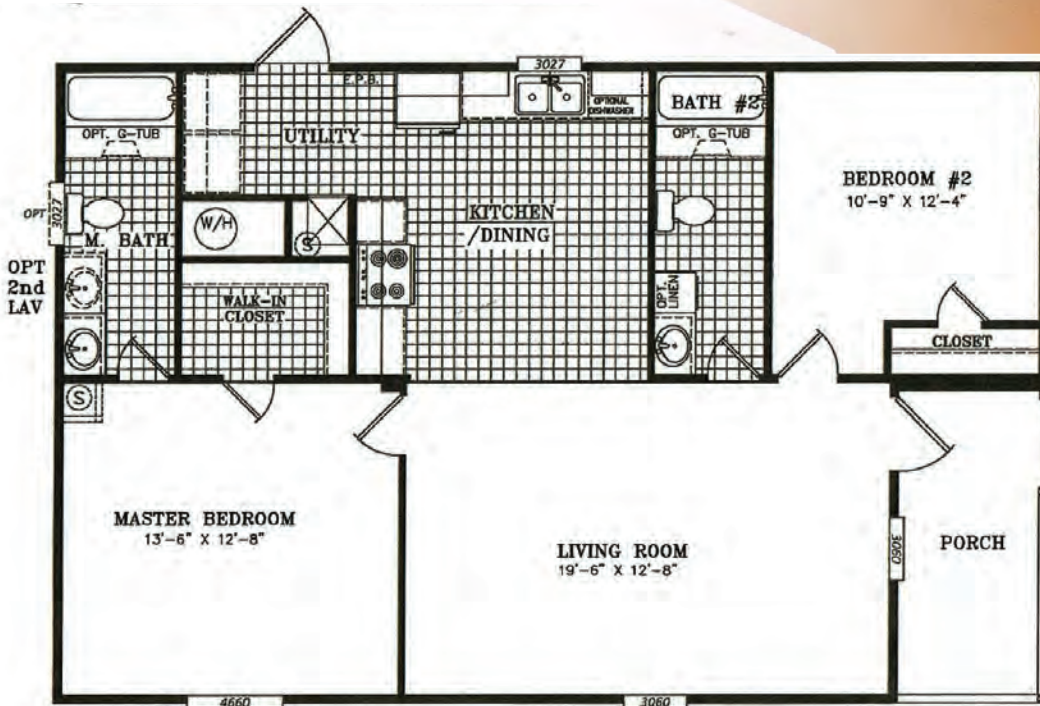 3027
E.P.B.
OPTIONAL
DISHWASHER
BATH #2
OPT. G-TUB
UTILITY
OPT. G-TUB
BEDROOM #2
10'-9" X 12'-4"
OPT
3027
W/H
KITCHEN
/DINING
M. BATH
S
OPT
2nd
LAV
WALK-IN
CLOSET
OPT.
LINEN
CLOSET
S
MASTER BEDROOM
13'-6" X 12'-8"
LIVING ROOM
19'-6" X 12'-8"
3060
PORCH
4660
3060